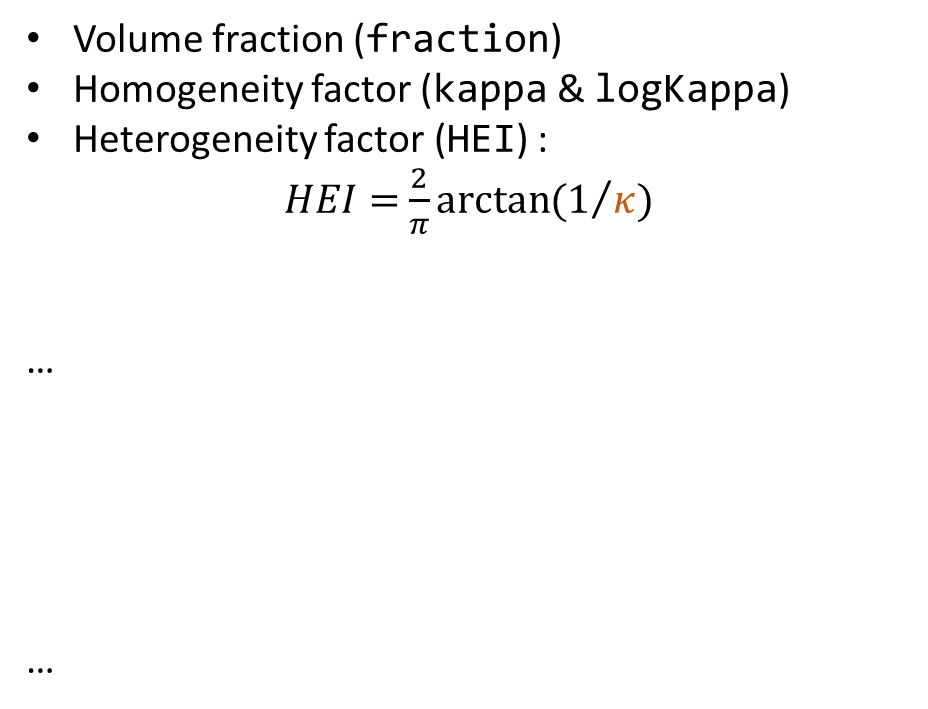 • Volume fraction (fraction)
• Homogeneity factor (kappa & logKappa)
• Heterogeneity factor (HEI) :
HEI = 2/π arctan(1/κ)
…
…